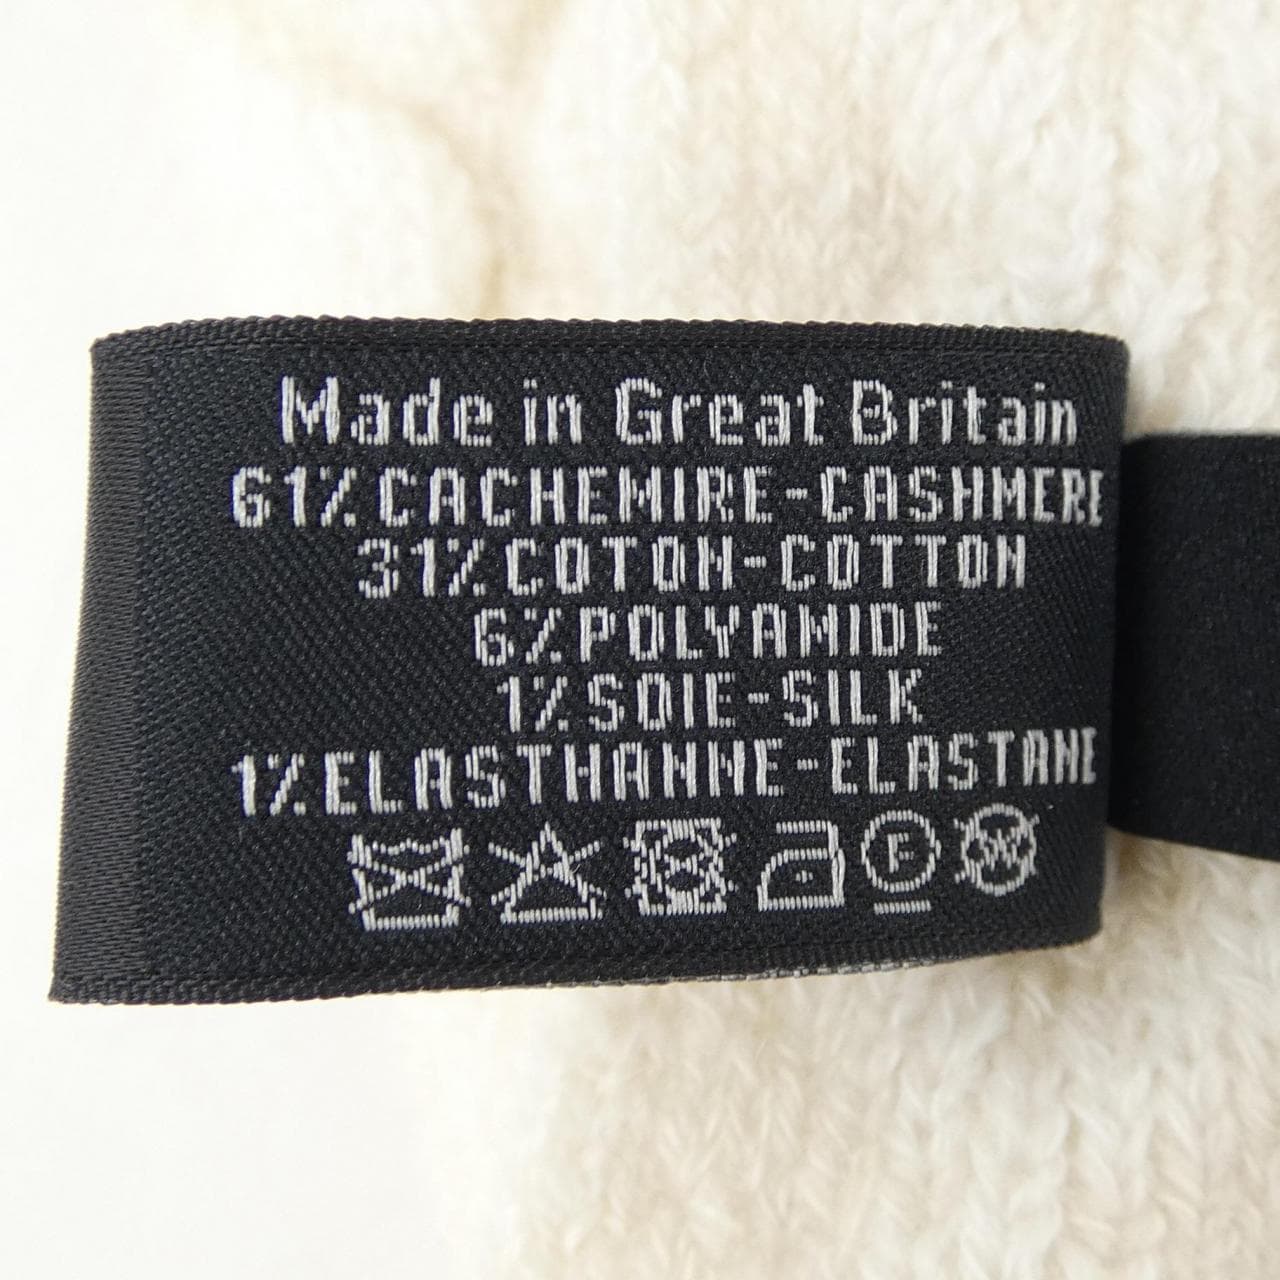 Made in Great Britain
61% CACHEMIRE-CASHMERE
31% COTON-COTTON
6% POLYAMIDE
1% SOIE-SILK
1% ELASTHANNE-ELASTANE
F W